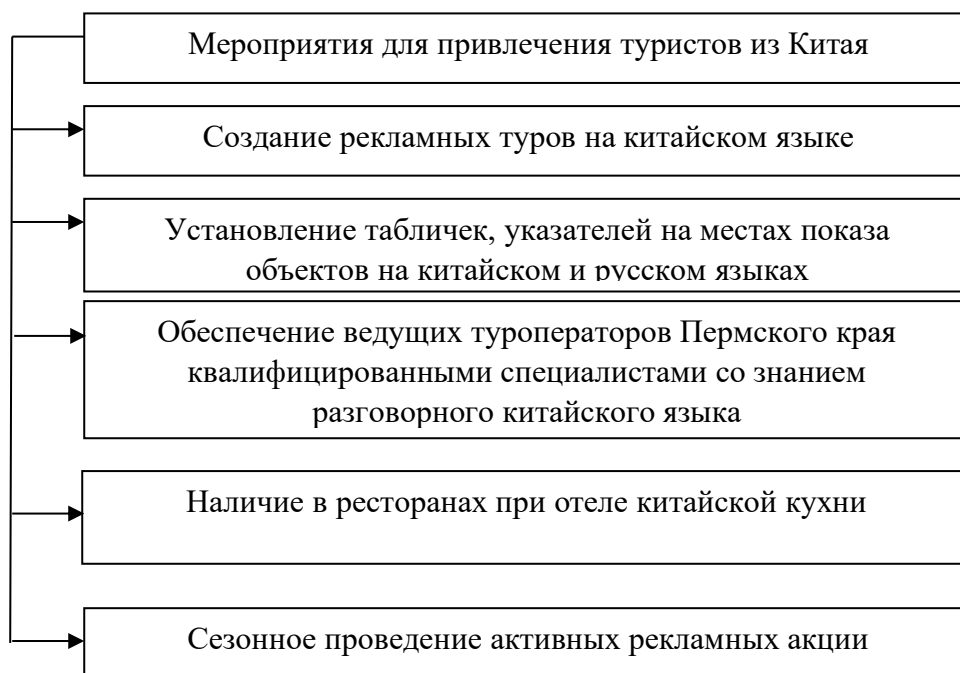 Мероприятия для привлечения туристов из Китая
Создание рекламных туров на китайском языке
Установление табличек, указателей на местах показа
объектов на китайском и русском языках
Обеспечение ведущих туроператоров Пермского края
квалифицированными специалистами со знанием
разговорного китайского языка
Наличие в ресторанах при отеле китайской кухни
Сезонное проведение активных рекламных акции